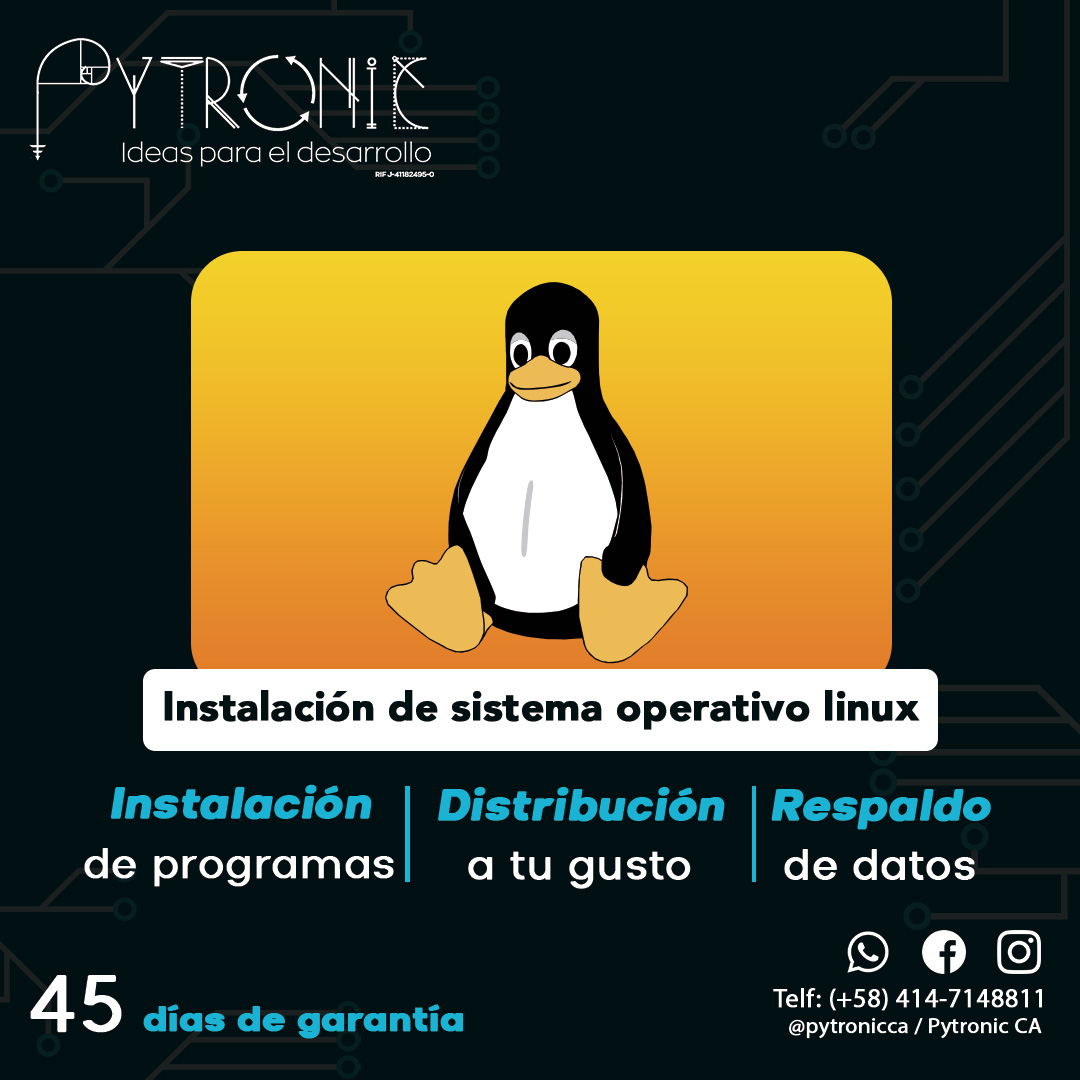 PYTRONIC
Ideas para el desarrollo
RIF J-41182495-0
Instalación de sistema operativo linux
Instalación
de programas
Distribución
a tu gusto
Respaldo
de datos
45 días de garantía
Telf: (+58) 414-7148811
@pytronicca / Pytronic CA